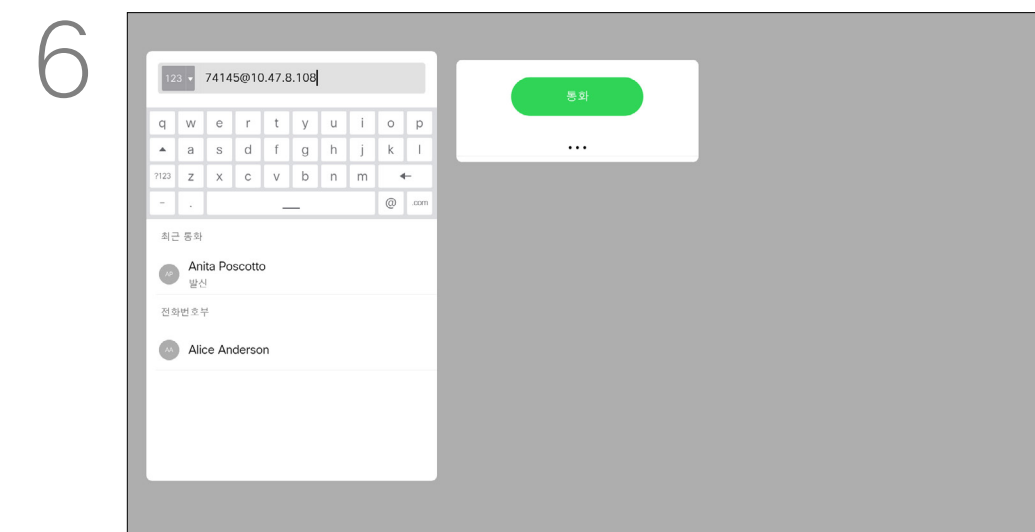 6
123 74145@10.47.8.108
통화
...
q w e r t y u i o p
a s d f g h j k l
?123 z x c v b n m
- . @ .com
최근 통화
AP Anita Poscotto
발신
전화번호부
AA Alice Anderson